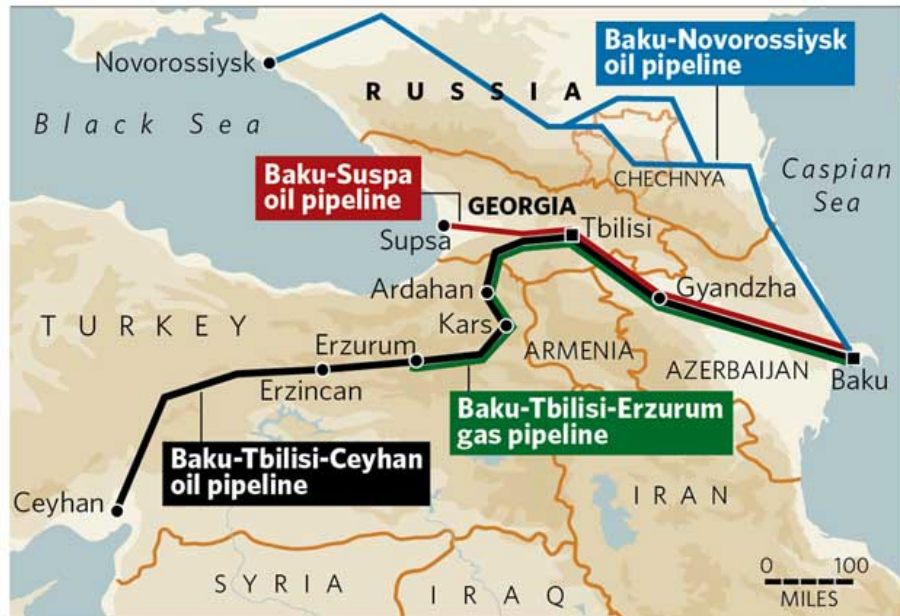 Novorossiysk
Baku-Novorossiysk
oil pipeline
RUSSIA
Black Sea
Caspian
Sea
CHECHNYA
Baku-Suspa
oil pipeline
GEORGIA
Supsa
Tbilisi
Ardahan
Gyandzha
TURKEY
Kars
Erzurum
ARMENIA
AZERBAIJAN
Baku
Erzincan
Baku-Tbilisi-Erzurum
gas pipeline
Baku-Tbilisi-Ceyhan
oil pipeline
Ceyhan
IRAN
SYRIA
IRAQ
0 100
MILES